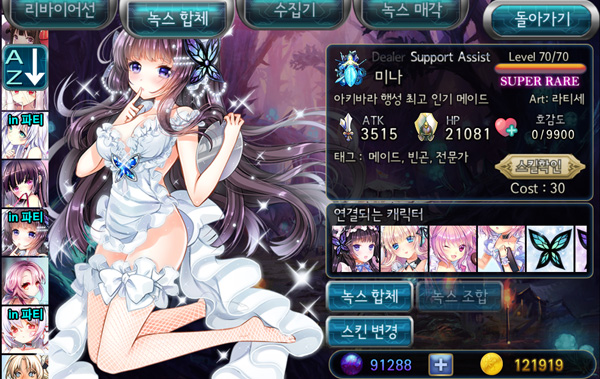 리바이어선
녹스 합체
수집기
녹스 매각
돌아가기
A
Z
in 파티
in 파티
in 파티
Dealer Support Assist
Level 70/70
미나
SUPER RARE
아키바라 행성 최고 인기 메이드
Art: 라티세
ATK
3515
HP
21081
호감도
0/9900
태그 : 메이드, 빈곤, 전문가
스킬확인
Cost : 30
연결되는 캐릭터
녹스 합체
녹스 조합
스킨 변경
91288
+
121919